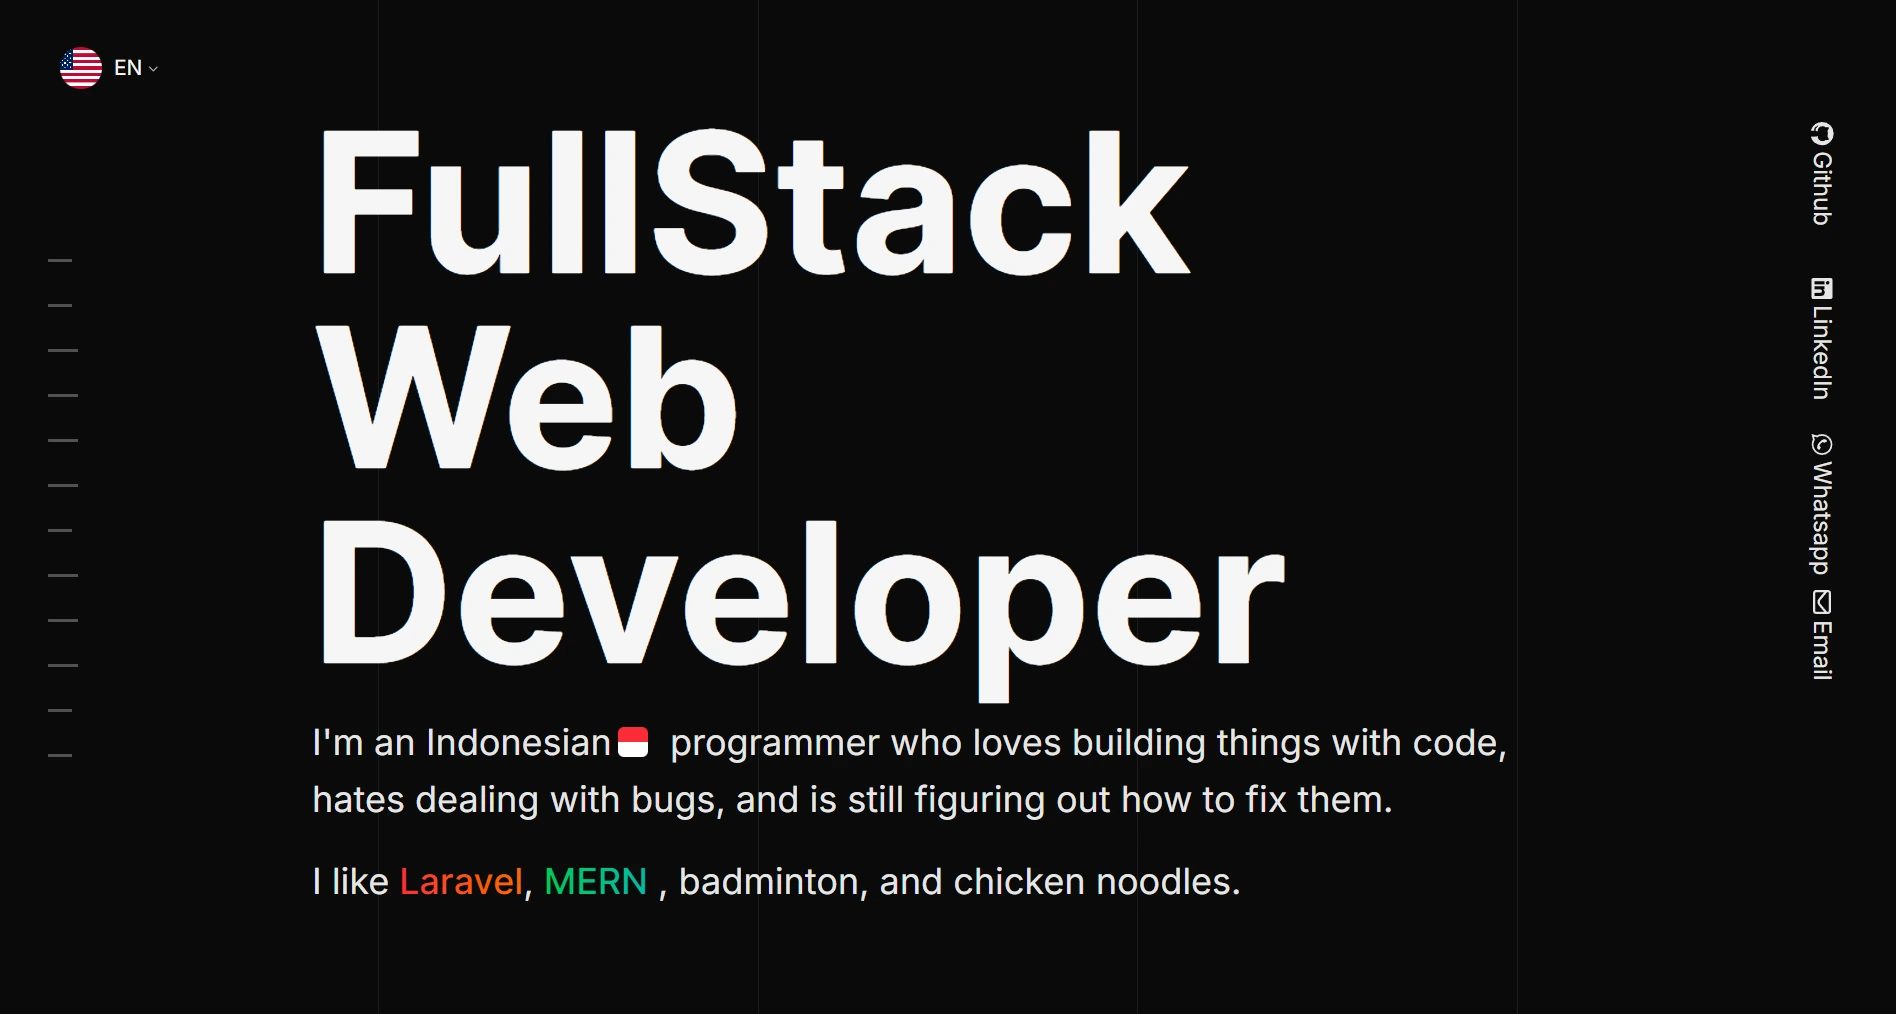 EN
FullStack
Web
Developer
I'm an Indonesian programmer who loves building things with code,
hates dealing with bugs, and is still figuring out how to fix them.
I like Laravel, MERN , badminton, and chicken noodles.
Github
LinkedIn
Whatsapp
Email